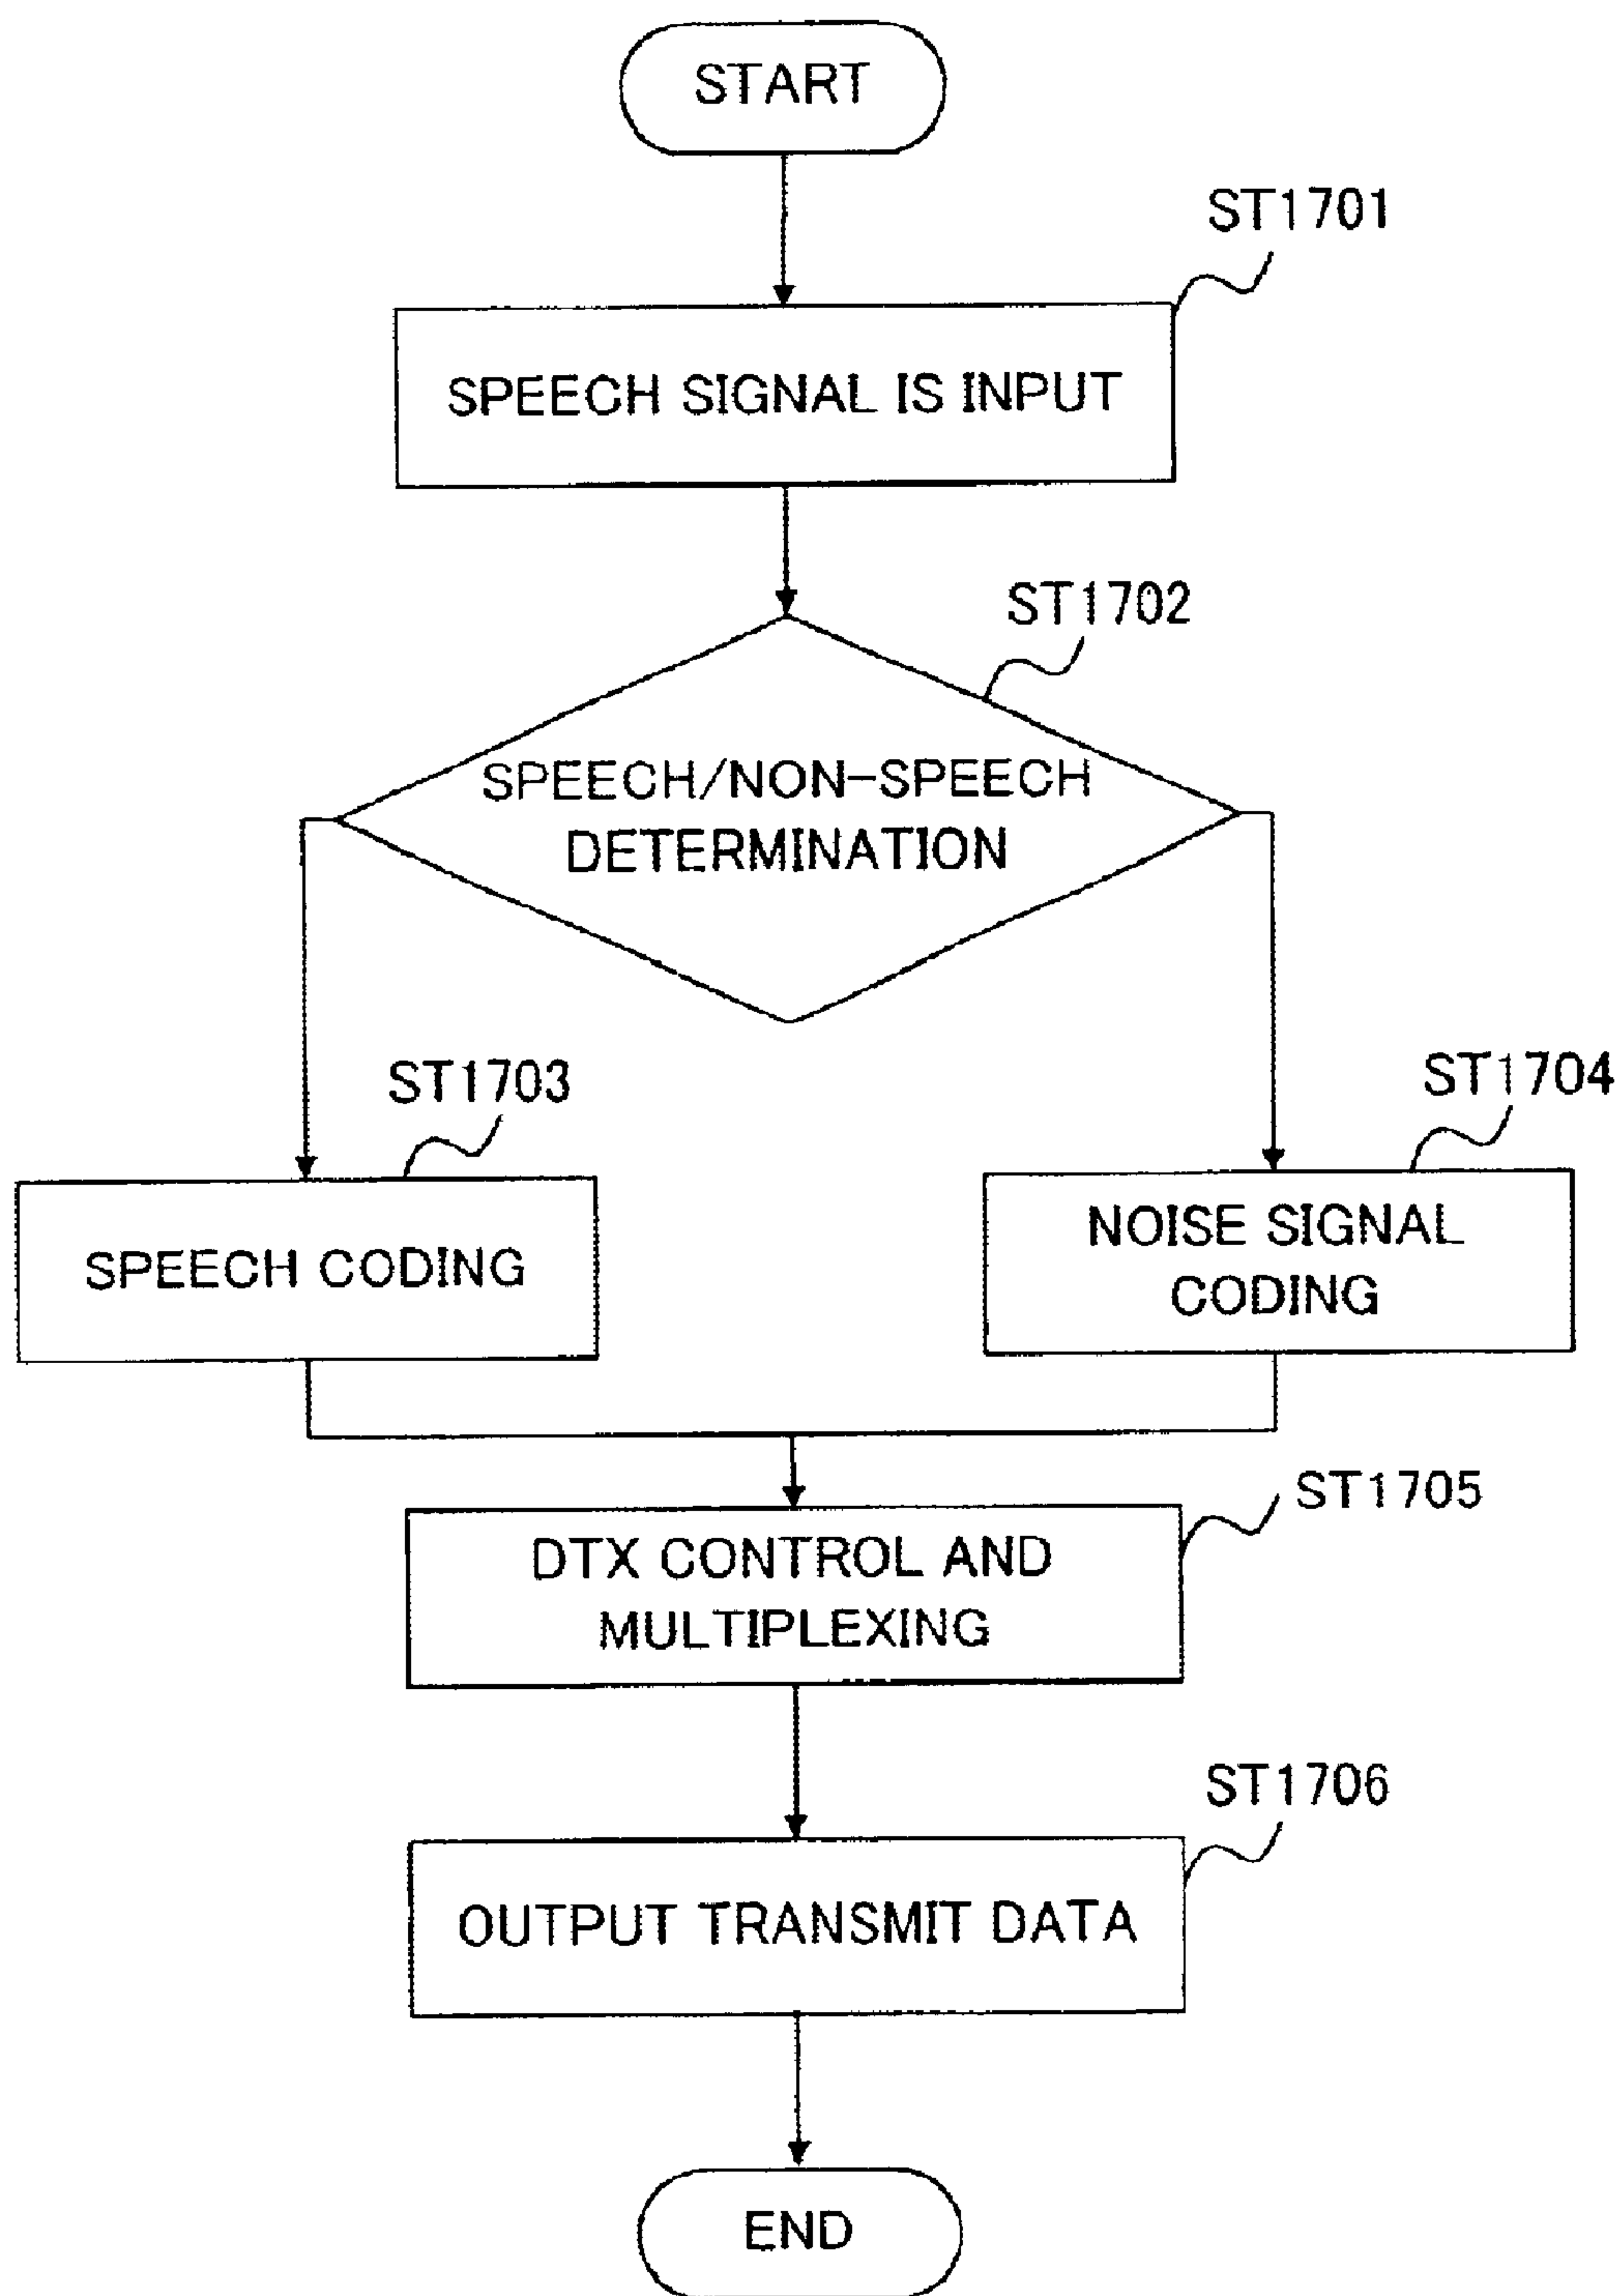 START
ST1701
SPEECH SIGNAL IS INPUT
ST1702
SPEECH/NON-SPEECH
DETERMINATION
ST1703
ST1704
SPEECH CODING
NOISE SIGNAL
CODING
ST1705
DTX CONTROL AND
MULTIPLEXING
ST1706
OUTPUT TRANSMIT DATA
END